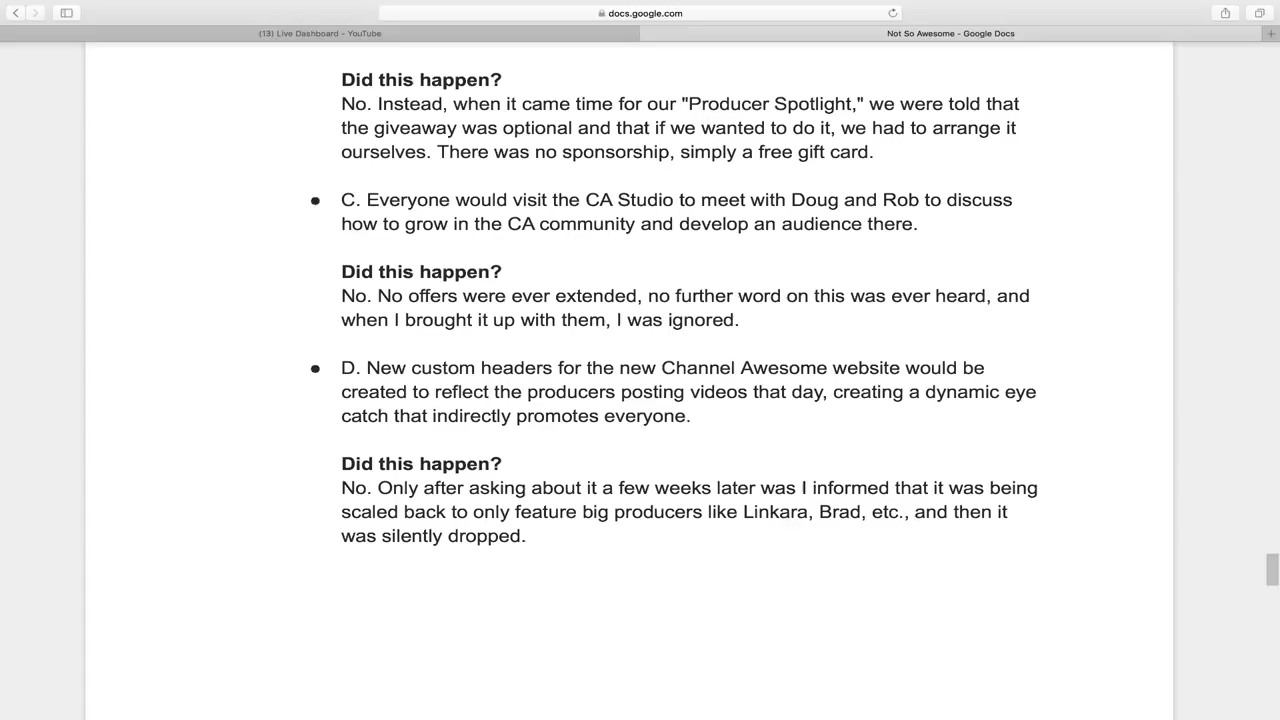 docs.google.com
(13) Live Dashboard - YouTube
Not So Awesome - Google Docs
Did this happen?
No. Instead, when it came time for our "Producer Spotlight," we were told that
the giveaway was optional and that if we wanted to do it, we had to arrange it
ourselves. There was no sponsorship, simply a free gift card.
● C. Everyone would visit the CA Studio to meet with Doug and Rob to discuss
how to grow in the CA community and develop an audience there.
Did this happen?
No. No offers were ever extended, no further word on this was ever heard, and
when I brought it up with them, I was ignored.
● D. New custom headers for the new Channel Awesome website would be
created to reflect the producers posting videos that day, creating a dynamic eye
catch that indirectly promotes everyone.
Did this happen?
No. Only after asking about it a few weeks later was I informed that it was being
scaled back to only feature big producers like Linkara, Brad, etc., and then it
was silently dropped.